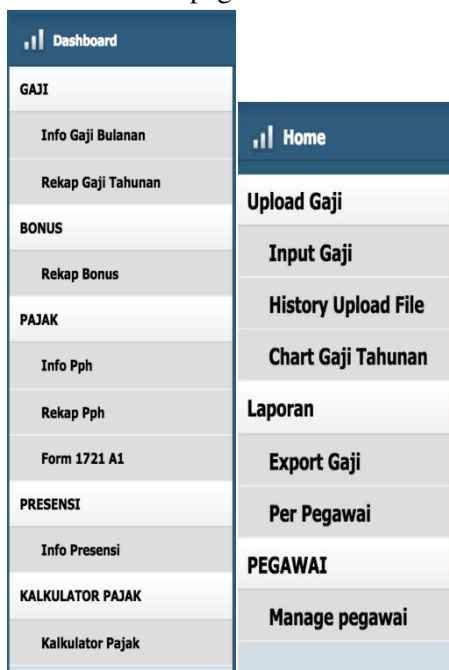 Dashboard
GAJI
Info Gaji Bulanan
Rekap Gaji Tahunan
BONUS
Rekap Bonus
PAJAK
Info Pph
Rekap Pph
Form 1721 A1
PRESENSI
Info Presensi
KALKULATOR PAJAK
Kalkulator Pajak
Home
Upload Gaji
Input Gaji
History Upload File
Chart Gaji Tahunan
Laporan
Export Gaji
Per Pegawai
PEGAWAI
Manage pegawai